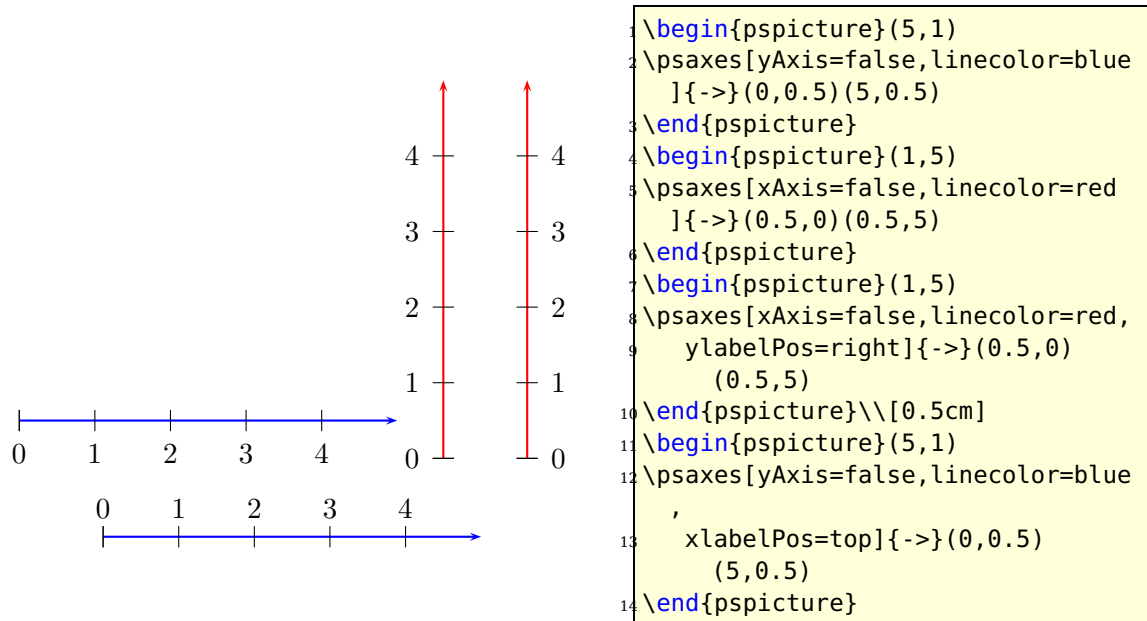 4 4
3 3
2 2
1 1
0 0
0 1 2 3 4
0 1 2 3 4
1 \begin{pspicture}(5,1)
2 \psaxes[yAxis=false,linecolor=blue
]{->}(0,0.5)(5,0.5)
3 \end{pspicture}
4 \begin{pspicture}(1,5)
5 \psaxes[xAxis=false,linecolor=red
]{->}(0.5,0)(0.5,5)
6 \end{pspicture}
7 \begin{pspicture}(1,5)
8 \psaxes[xAxis=false,linecolor=red,
9 ylabelPos=right]{->}(0.5,0)
(0.5,5)
10 \end{pspicture}\\[0.5cm]
11 \begin{pspicture}(5,1)
12 \psaxes[yAxis=false,linecolor=blue
,
13 xlabelPos=top]{->}(0,0.5)
(5,0.5)
14 \end{pspicture}